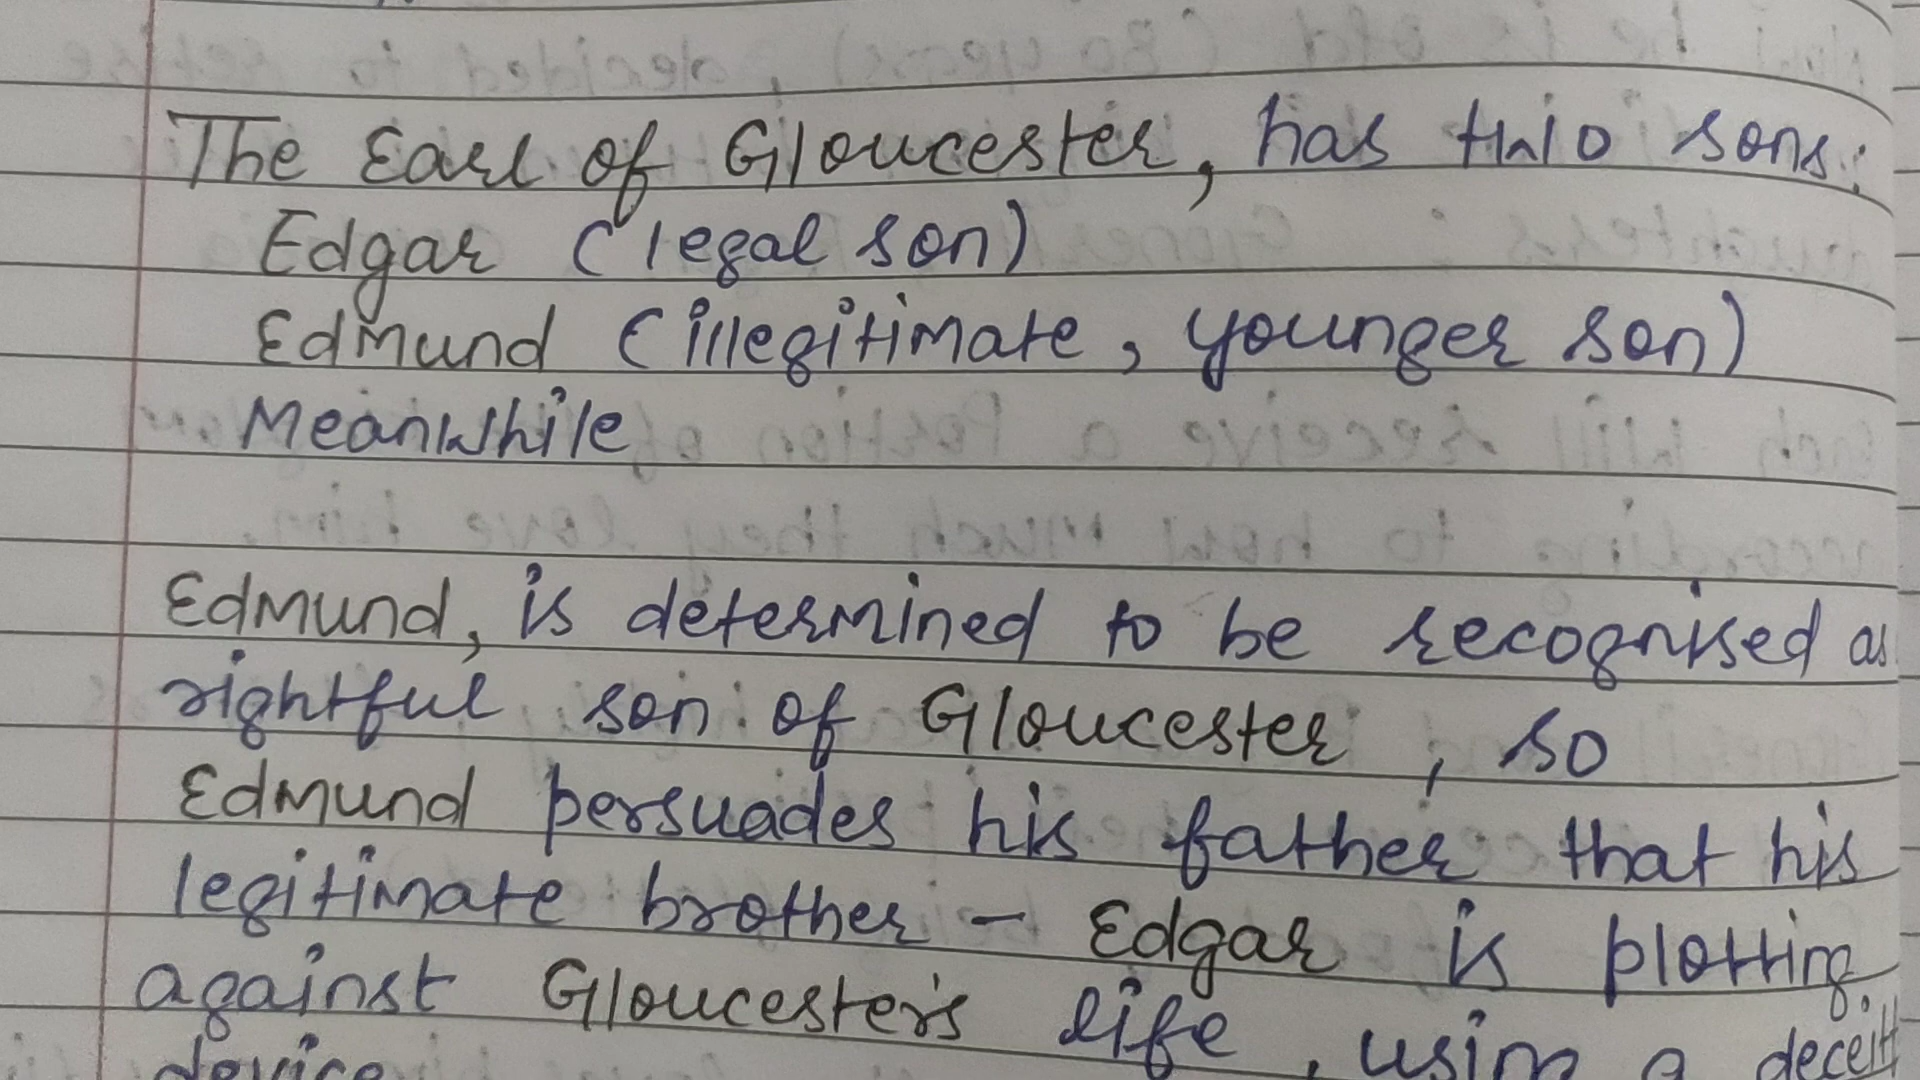 The Earl of Gloucester, has two sons:
Edgar (legal son)
Edmund (illegitimate, younger son)
Meanwhile
Edmund, is determined to be recognised as
rightful son of Gloucester, so
Edmund persuades his father that his
legitimate brother - Edgar is plotting
against Gloucester's life, using a
device